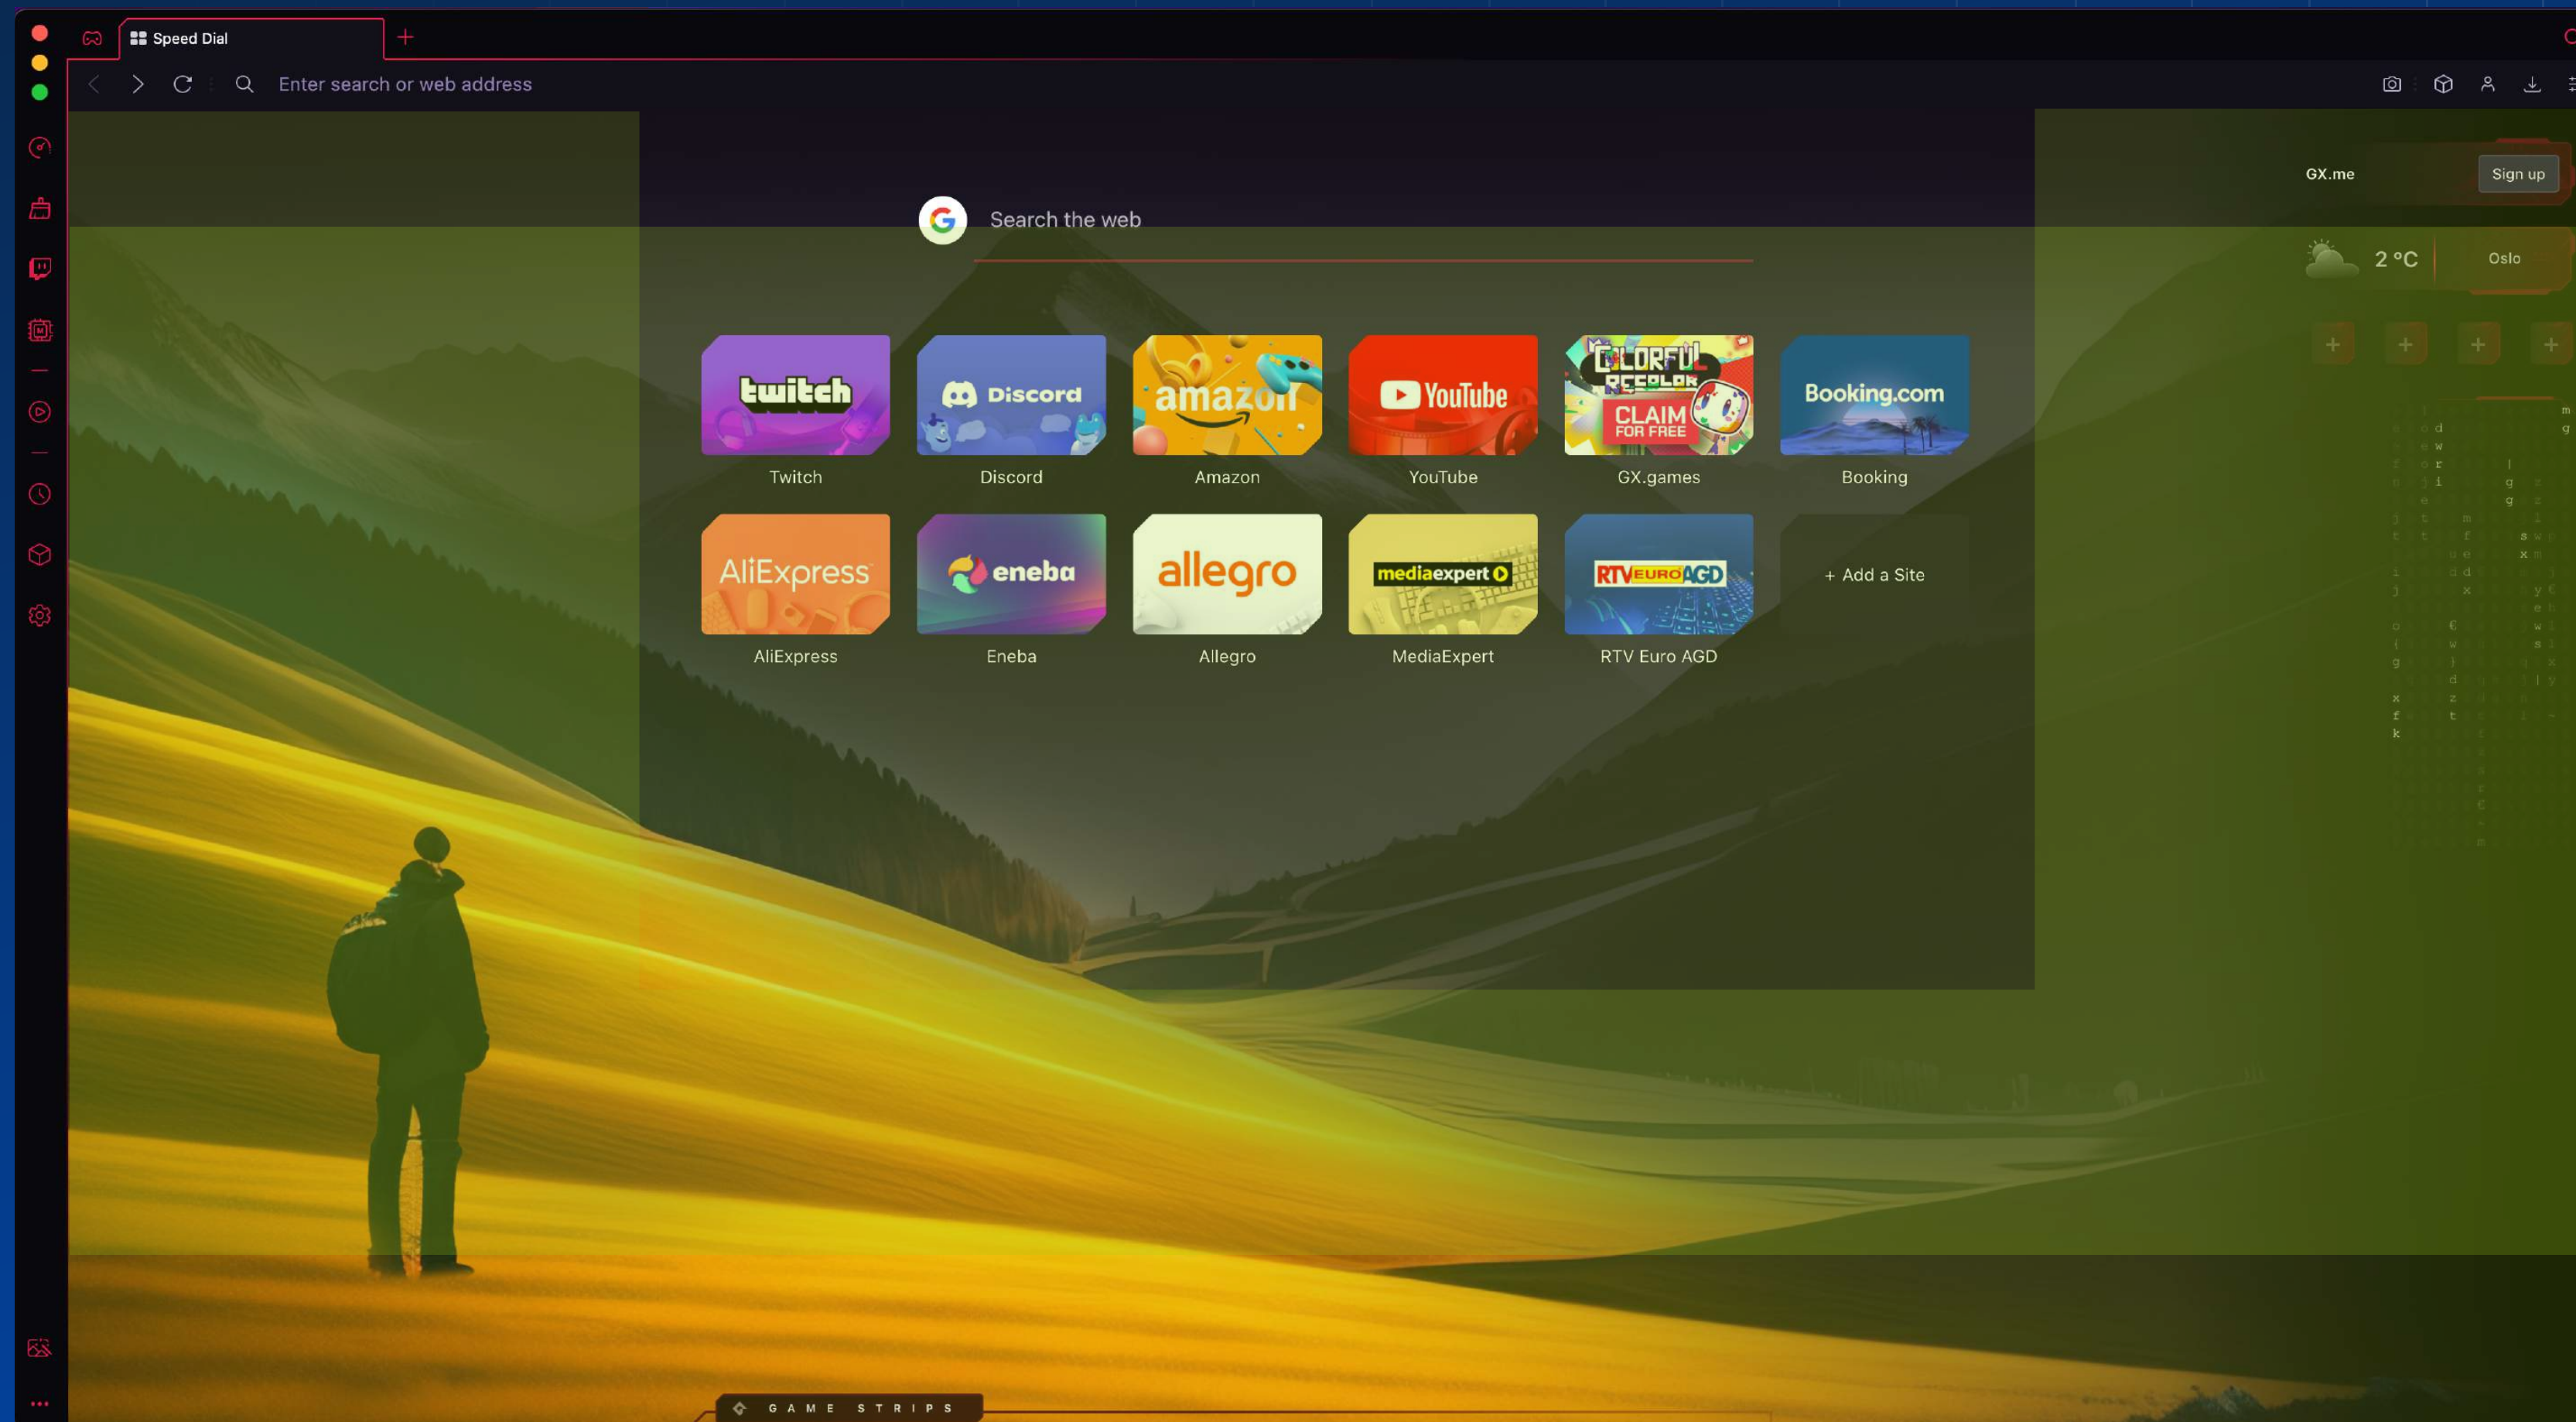 Speed Dial
Enter search or web address
GX.me
Sign up
Search the web
2 °C
Oslo
twitch
Discord
amazon
YouTube
COLORFUL
RECOLOR
CLAIM
FOR FREE
Booking.com
Twitch
Discord
Amazon
YouTube
GX.games
Booking
AliExpress
eneba
allegro
mediaexpert
RTV EURO AGD
+ Add a Site
AliExpress
Eneba
Allegro
MediaExpert
RTV Euro AGD
GAME STRIPS